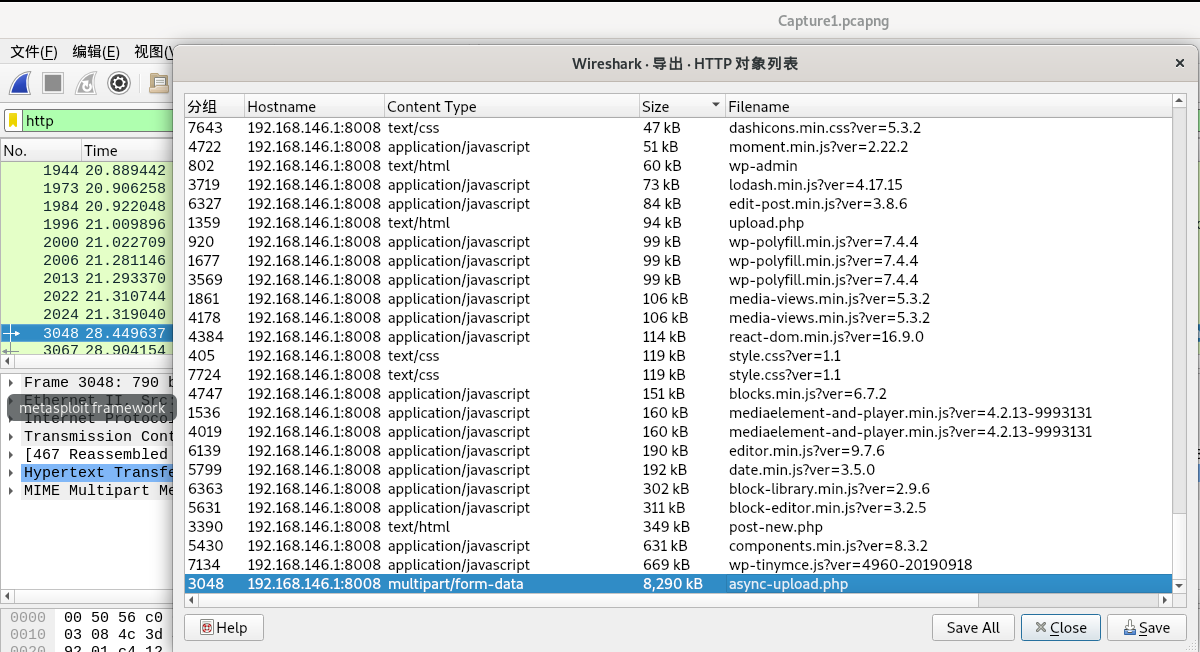 Capture1.pcapng
文件(F) 编辑(E) 视图(V
Wireshark · 导出 · HTTP 对象列表
http
No. Time
1944 20.889442
1973 20.906258
1984 20.922048
1996 21.009896
2000 21.022709
2006 21.281146
2013 21.293370
2022 21.310744
2024 21.319040
3048 28.449637
3067 28.904154
Frame 3048: 790 b
Ethernet II, Src
metasploit framework
Internet Protoco
Transmission Cont
[467 Reassembled
Hypertext Transfe
MIME Multipart Me
0000 00 50 56 c0
0010 03 08 4c 3d
0020 92 01 c4 12
分组 Hostname Content Type Size Filename
7643 192.168.146.1:8008 text/css 47 kB dashicons.min.css?ver=5.3.2
4722 192.168.146.1:8008 application/javascript 51 kB moment.min.js?ver=2.22.2
802 192.168.146.1:8008 text/html 60 kB wp-admin
3719 192.168.146.1:8008 application/javascript 73 kB lodash.min.js?ver=4.17.15
6327 192.168.146.1:8008 application/javascript 84 kB edit-post.min.js?ver=3.8.6
1359 192.168.146.1:8008 text/html 94 kB upload.php
920 192.168.146.1:8008 application/javascript 99 kB wp-polyfill.min.js?ver=7.4.4
1677 192.168.146.1:8008 application/javascript 99 kB wp-polyfill.min.js?ver=7.4.4
3569 192.168.146.1:8008 application/javascript 99 kB wp-polyfill.min.js?ver=7.4.4
1861 192.168.146.1:8008 application/javascript 106 kB media-views.min.js?ver=5.3.2
4178 192.168.146.1:8008 application/javascript 106 kB media-views.min.js?ver=5.3.2
4384 192.168.146.1:8008 application/javascript 114 kB react-dom.min.js?ver=16.9.0
405 192.168.146.1:8008 text/css 119 kB style.css?ver=1.1
7724 192.168.146.1:8008 text/css 119 kB style.css?ver=1.1
4747 192.168.146.1:8008 application/javascript 151 kB blocks.min.js?ver=6.7.2
1536 192.168.146.1:8008 application/javascript 160 kB mediaelement-and-player.min.js?ver=4.2.13-9993131
4019 192.168.146.1:8008 application/javascript 160 kB mediaelement-and-player.min.js?ver=4.2.13-9993131
6139 192.168.146.1:8008 application/javascript 190 kB editor.min.js?ver=9.7.6
5799 192.168.146.1:8008 application/javascript 192 kB date.min.js?ver=3.5.0
6363 192.168.146.1:8008 application/javascript 302 kB block-library.min.js?ver=2.9.6
5631 192.168.146.1:8008 application/javascript 311 kB block-editor.min.js?ver=3.2.5
3390 192.168.146.1:8008 text/html 349 kB post-new.php
5430 192.168.146.1:8008 application/javascript 631 kB components.min.js?ver=8.3.2
7134 192.168.146.1:8008 application/javascript 669 kB wp-tinymce.js?ver=4960-20190918
3048 192.168.146.1:8008 multipart/form-data 8,290 kB async-upload.php
Help Save All Close Save